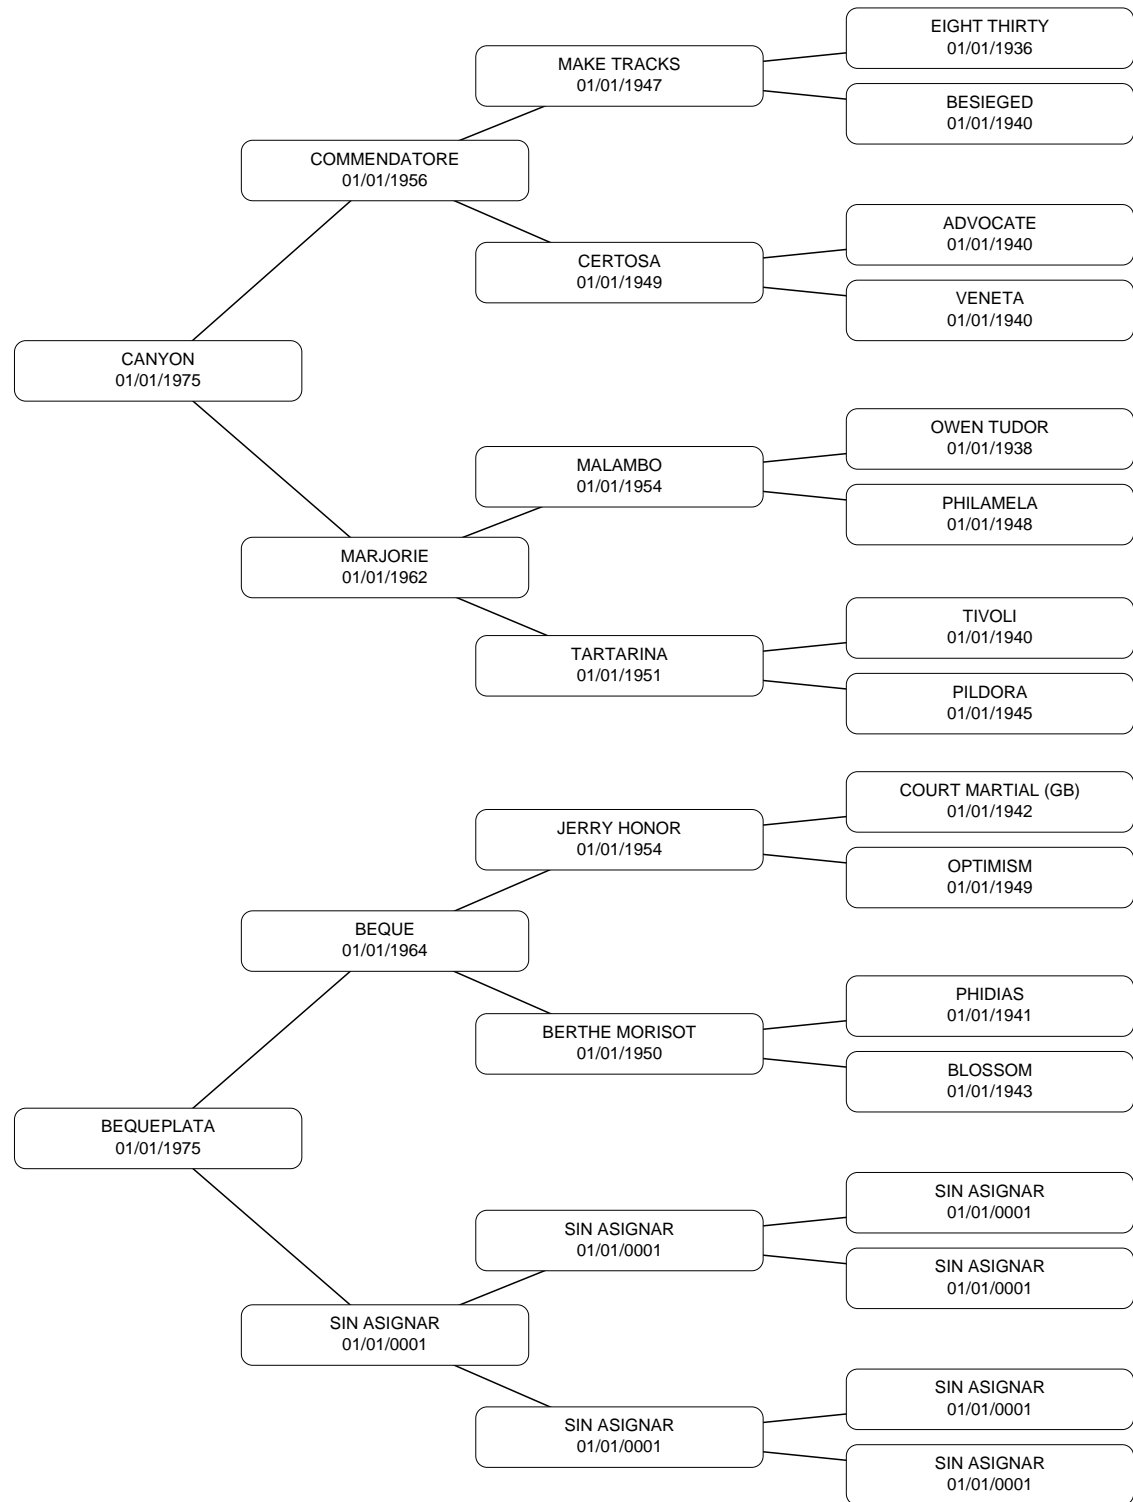 EIGHT THIRTY
01/01/1936
MAKE TRACKS
01/01/1947
BESIEGED
01/01/1940
COMMENDATORE
01/01/1956
ADVOCATE
01/01/1940
CERTOSA
01/01/1949
VENETA
01/01/1940
CANYON
01/01/1975
OWEN TUDOR
01/01/1938
MALAMBO
01/01/1954
PHILAMELA
01/01/1948
MARJORIE
01/01/1962
TIVOLI
01/01/1940
TARTARINA
01/01/1951
PILDORA
01/01/1945
COURT MARTIAL (GB)
01/01/1942
JERRY HONOR
01/01/1954
OPTIMISM
01/01/1949
BEQUE
01/01/1964
PHIDIAS
01/01/1941
BERTHE MORISOT
01/01/1950
BLOSSOM
01/01/1943
BEQUEPLATA
01/01/1975
SIN ASIGNAR
01/01/0001
SIN ASIGNAR
01/01/0001
SIN ASIGNAR
01/01/0001
SIN ASIGNAR
01/01/0001
SIN ASIGNAR
01/01/0001
SIN ASIGNAR
01/01/0001
SIN ASIGNAR
01/01/0001